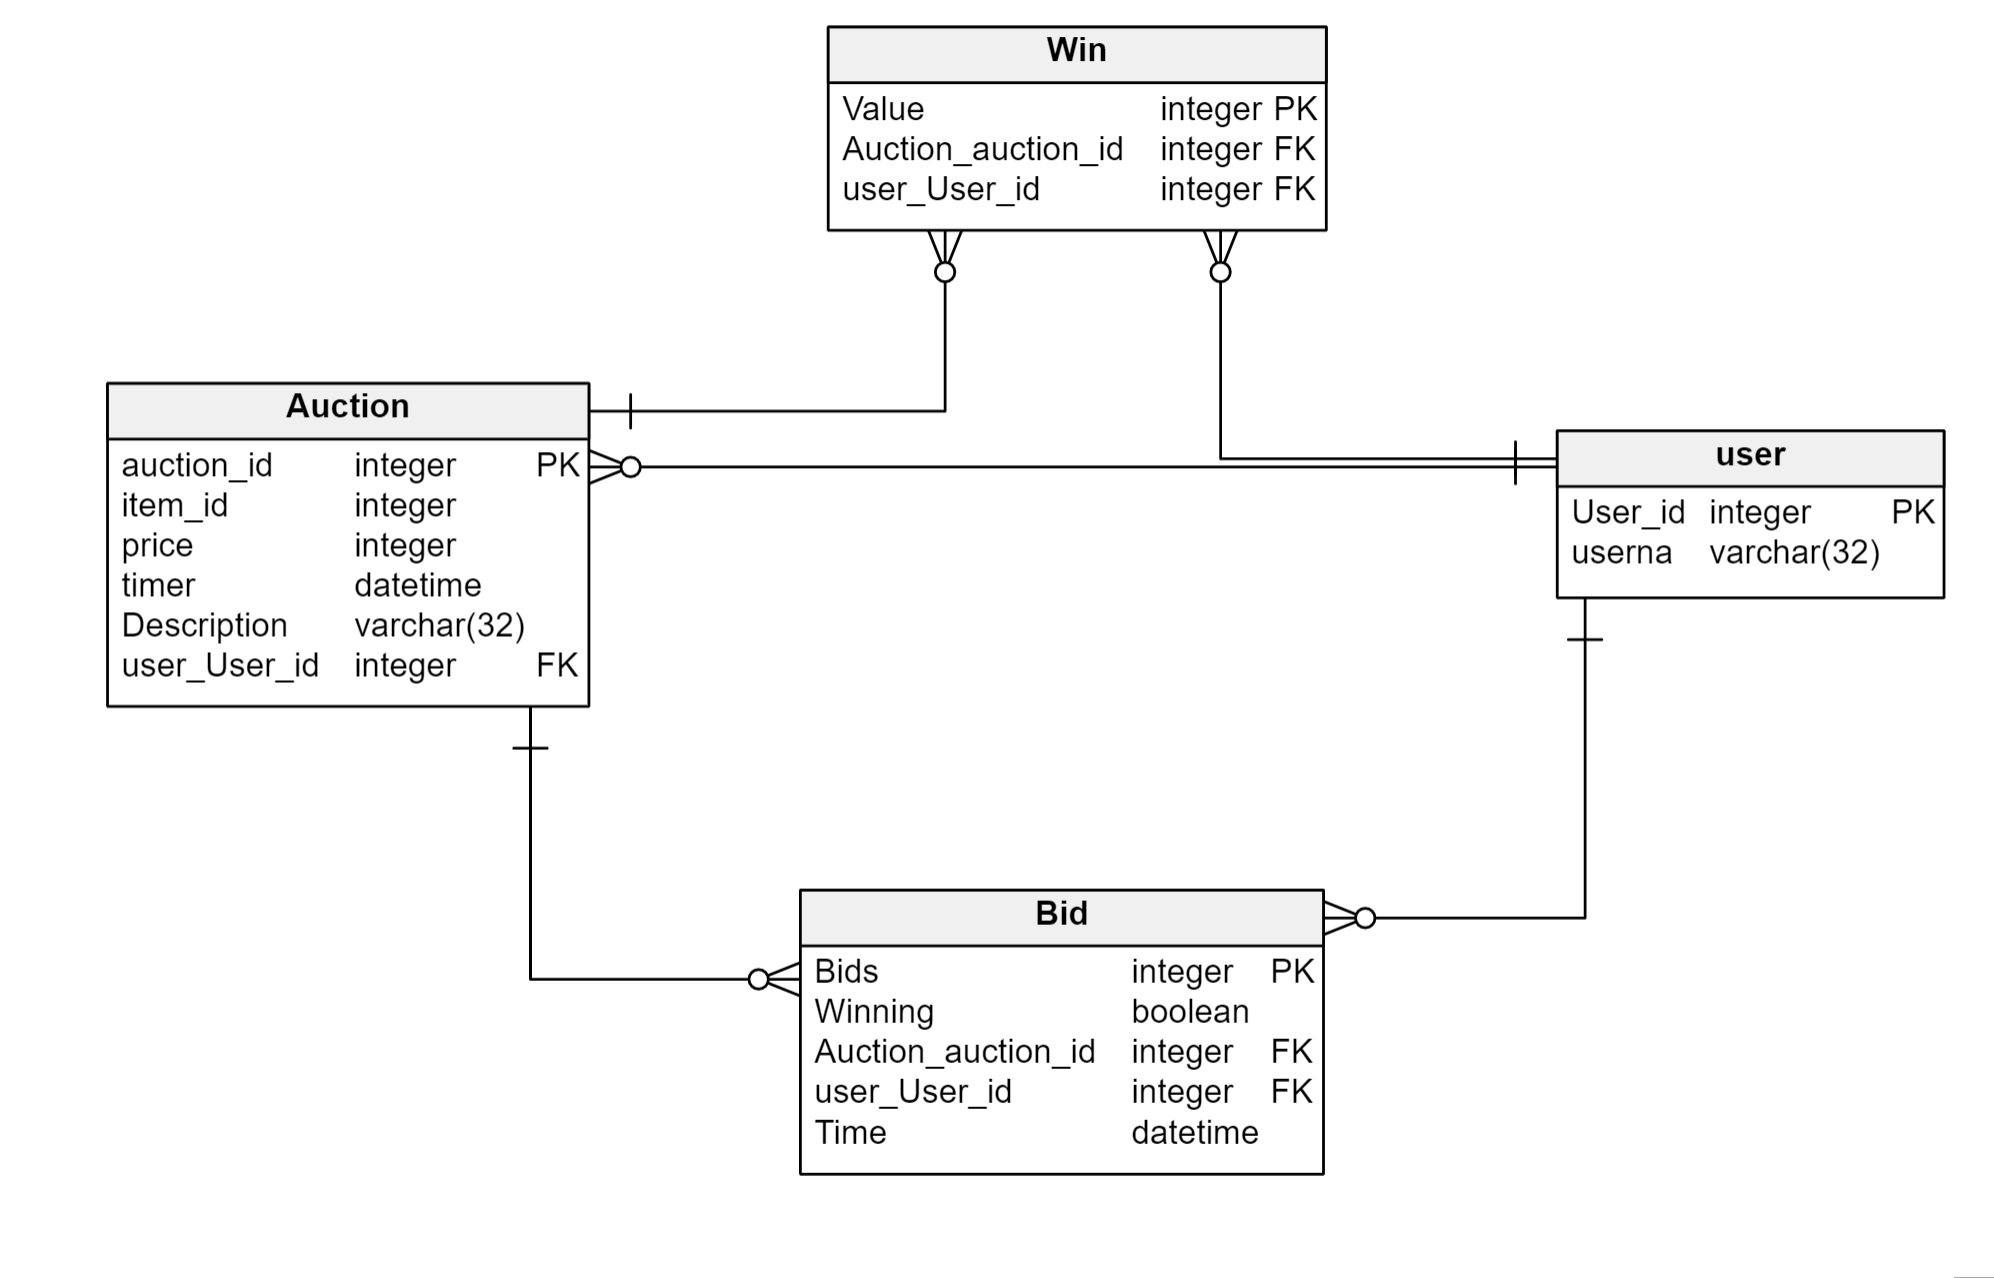 Win
Value integer PK
Auction_auction_id integer FK
user_User_id integer FK
Auction
auction_id integer PK
item_id integer
price integer
timer datetime
Description varchar(32)
user_User_id integer FK
user
User_id integer PK
userna varchar(32)
Bid
Bids integer PK
Winning boolean
Auction_auction_id integer FK
user_User_id integer FK
Time datetime